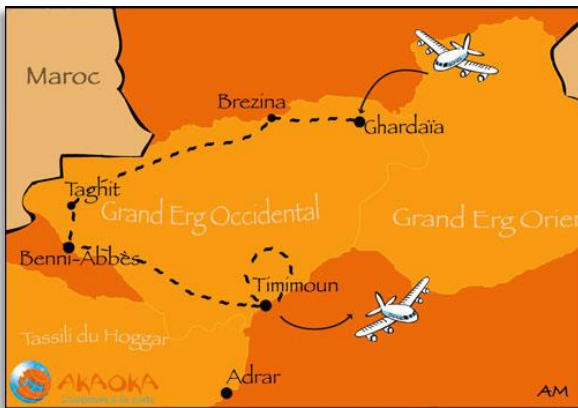 Maroc
Brezina
Ghardaïa
Taghit
Grand Erg Occidental
Grand Erg Orien
Benni-Abbès
Timimoun
Tassili du Hoggar
AKAOKA
Adrar
AM